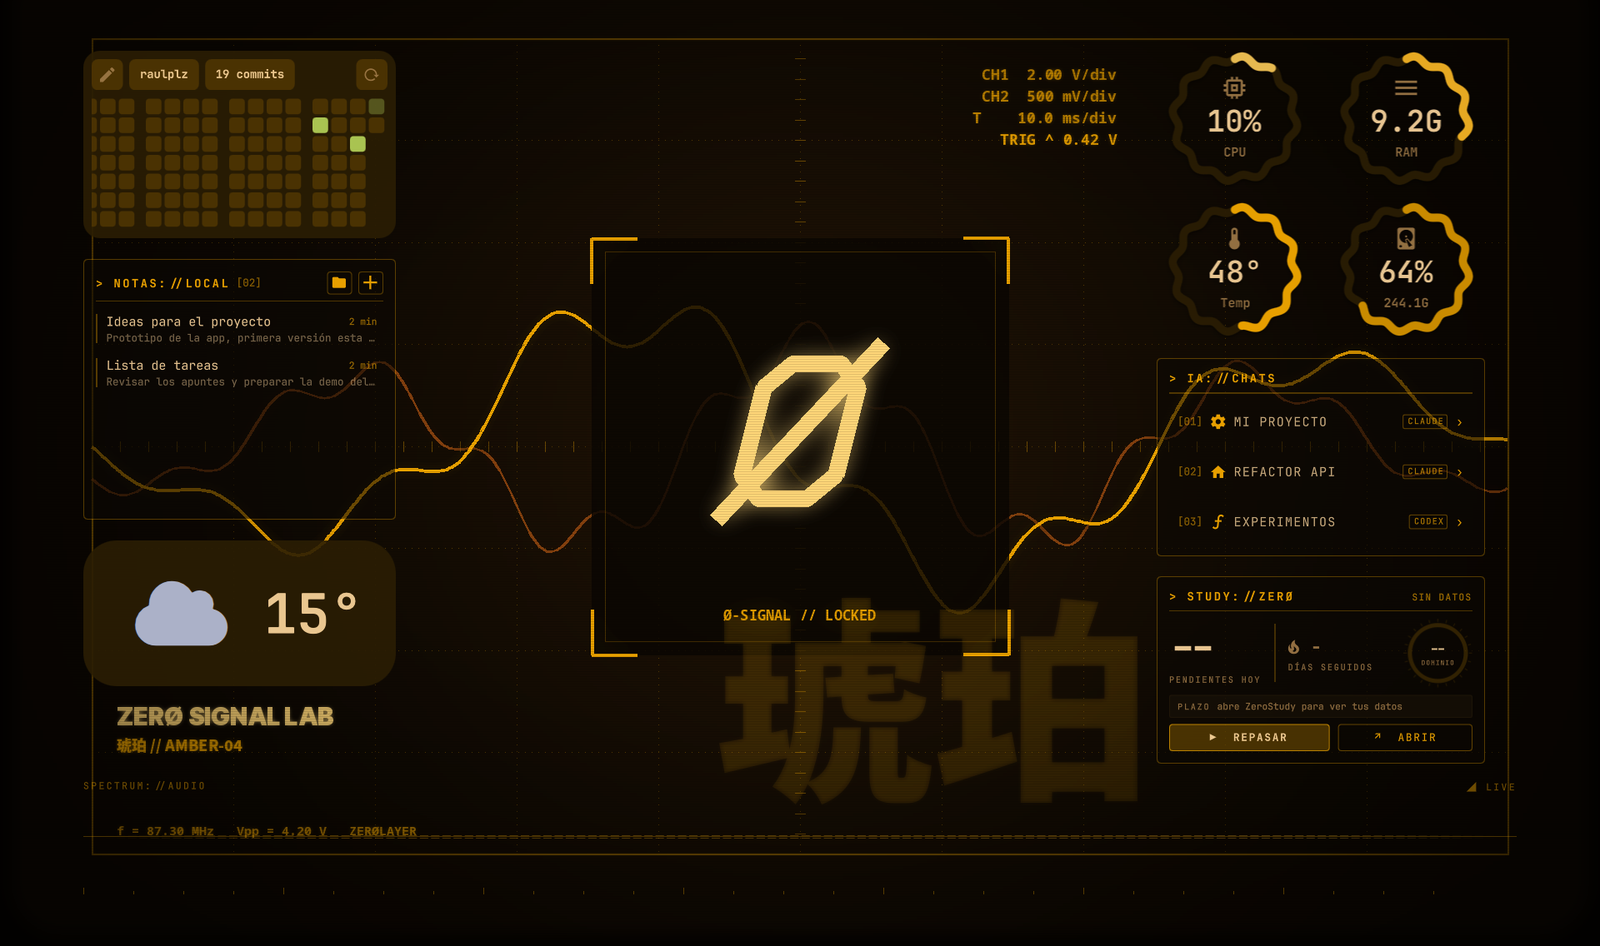 raulplz
19 commits
> NOTAS://LOCAL [02]
Ideas para el proyecto 2 min
Prototipo de la app, primera versión esta …
Lista de tareas 2 min
Revisar los apuntes y preparar la demo del…
15°
ZERØ SIGNAL LAB
琥珀 // AMBER-04
SPECTRUM://AUDIO
f = 87.30 MHz Vpp = 4.20 V ZERØLAYER
CH1 2.00 V/div
CH2 500 mV/div
T 10.0 ms/div
TRIG ^ 0.42 V
Ø
Ø-SIGNAL // LOCKED
琥珀
10%
CPU
9.2G
RAM
48°
Temp
64%
244.1G
> IA://CHATS
[01] MI PROYECTO CLAUDE ›
[02] REFACTOR API CLAUDE ›
[03] EXPERIMENTOS CODEX ›
> STUDY://ZERØ SIN DATOS
––
PENDIENTES HOY
-
DÍAS SEGUIDOS
--
DOMINIO
PLAZO abre ZeroStudy para ver tus datos
▶ REPASAR
↗ ABRIR
◢ LIVE